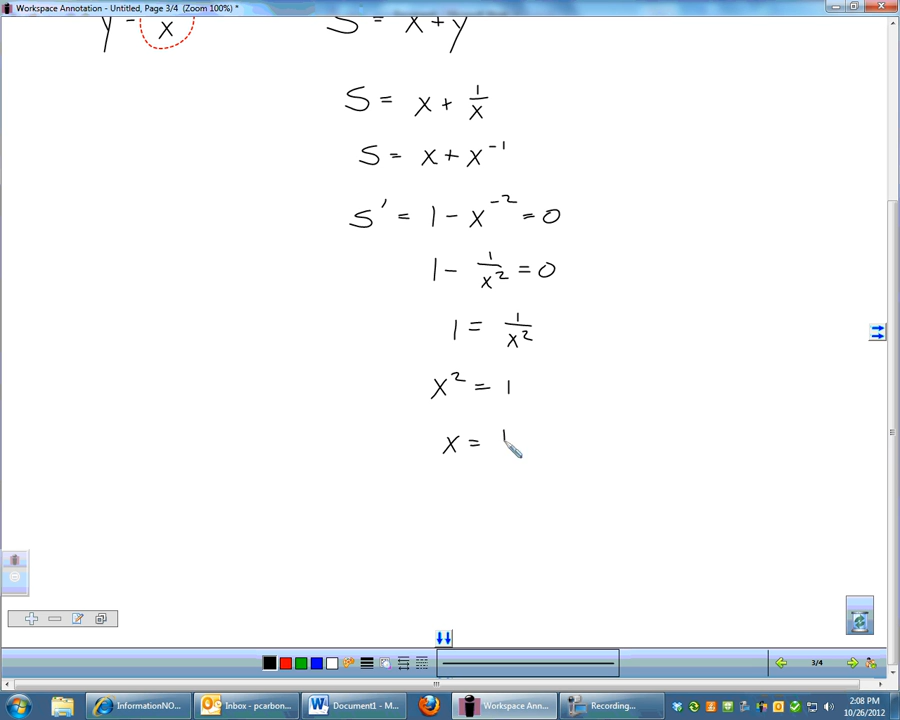 Workspace Annotation - Untitled, Page 3/4 (Zoom 100%) *
y = 1/x
S = x + y
S = x + 1/x
S = x + x⁻¹
S' = 1 - x⁻² = 0
1 - 1/x² = 0
1 = 1/x²
x² = 1
x = 1
3/4
InformationNO...
Inbox - pcarbon...
Document1 - M...
Workspace Ann...
Recording...
2:08 PM
10/26/2012